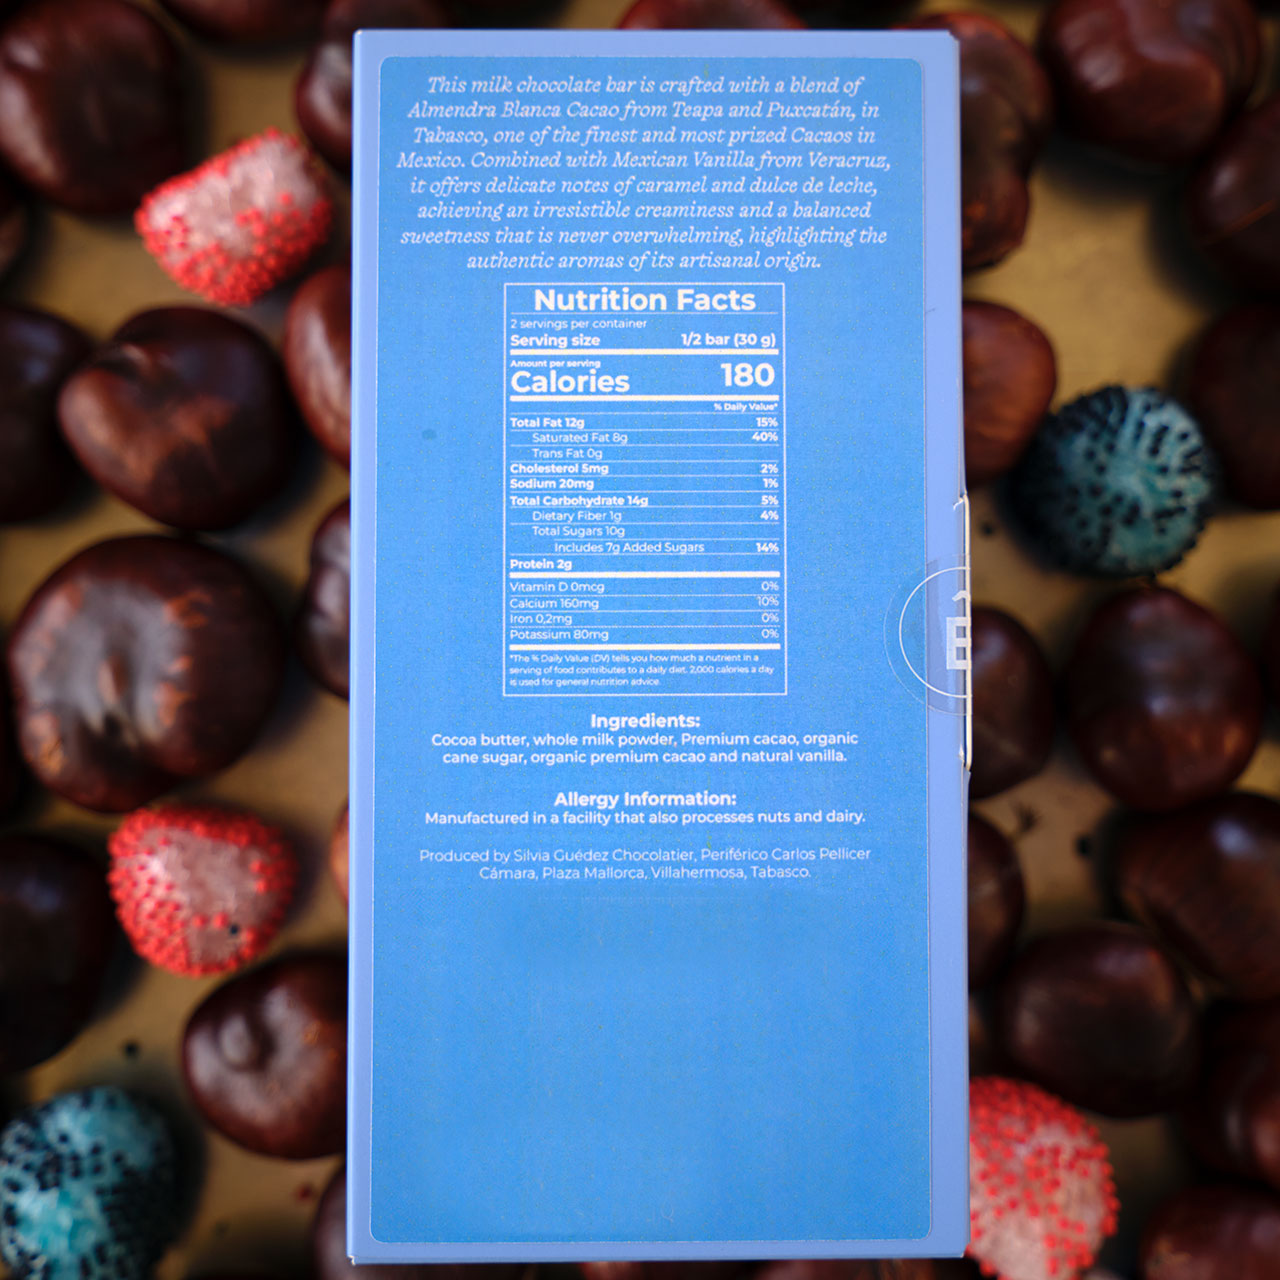 This milk chocolate bar is crafted with a blend of
Almendra Blanca Cacao from Teapa and Puxcatán, in
Tabasco, one of the finest and most prized Cacaos in
Mexico. Combined with Mexican Vanilla from Veracruz,
it offers delicate notes of caramel and dulce de leche,
achieving an irresistible creaminess and a balanced
sweetness that is never overwhelming, highlighting the
authentic aromas of its artisanal origin.
Nutrition Facts
2 servings per container
Serving size 1/2 bar (30 g)
Amount per serving
Calories 180
% Daily Value*
Total Fat 12g 15%
Saturated Fat 8g 40%
Trans Fat 0g
Cholesterol 5mg 2%
Sodium 20mg 1%
Total Carbohydrate 14g 5%
Dietary Fiber 1g 4%
Total Sugars 10g
Includes 7g Added Sugars 14%
Protein 2g
Vitamin D 0mcg 0%
Calcium 160mg 10%
Iron 0,2mg 0%
Potassium 80mg 0%
*The % Daily Value (DV) tells you how much a nutrient in a
serving of food contributes to a daily diet. 2,000 calories a day
is used for general nutrition advice.
Ingredients:
Cocoa butter, whole milk powder, Premium cacao, organic
cane sugar, organic premium cacao and natural vanilla.
Allergy Information:
Manufactured in a facility that also processes nuts and dairy.
Produced by Silvia Guédez Chocolatier, Periférico Carlos Pellicer
Cámara, Plaza Mallorca, Villahermosa, Tabasco.